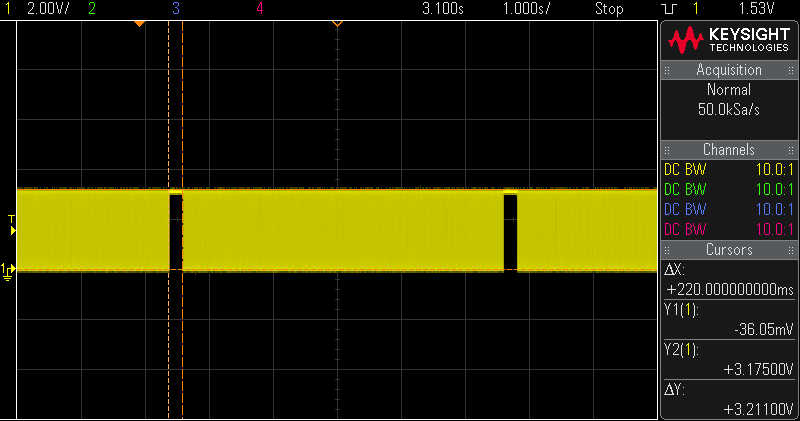 1 2.00V/ 2 3 4 3.100s 1.000s/ Stop 1 1.53V
KEYSIGHT
TECHNOLOGIES
Acquisition
Normal
50.0kSa/s
Channels
DC BW 10.0:1
DC BW 10.0:1
DC BW 10.0:1
DC BW 10.0:1
Cursors
ΔX:
+220.000000000ms
Y1(1):
-36.05mV
Y2(1):
+3.17500V
ΔY:
+3.21100V
T
1